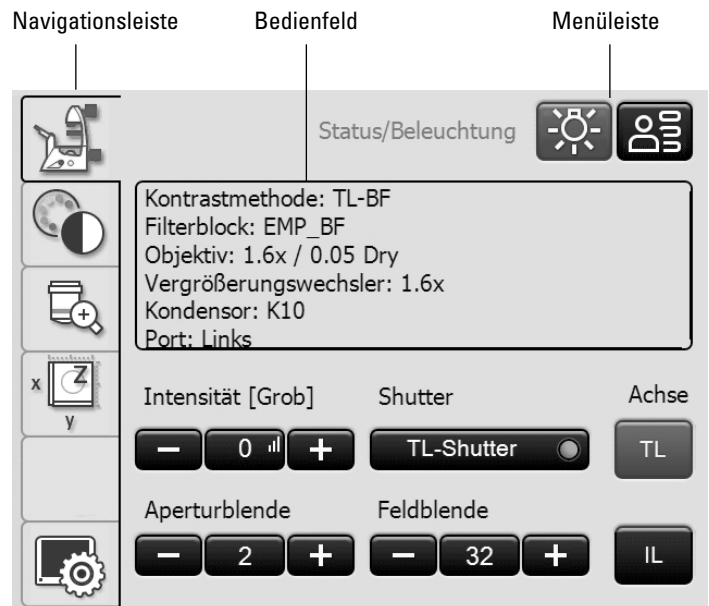 Navigationsleiste Bedienfeld Menüleiste
Status/Beleuchtung
Kontrastmethode: TL-BF
Filterblock: EMP_BF
Objektiv: 1.6x / 0.05 Dry
Vergrößerungswechsler: 1.6x
Kondensor: K10
Port: Links
x Z
y
Intensität [Grob] Shutter Achse
− 0 + TL-Shutter TL
Aperturblende Feldblende
− 2 + − 32 + IL